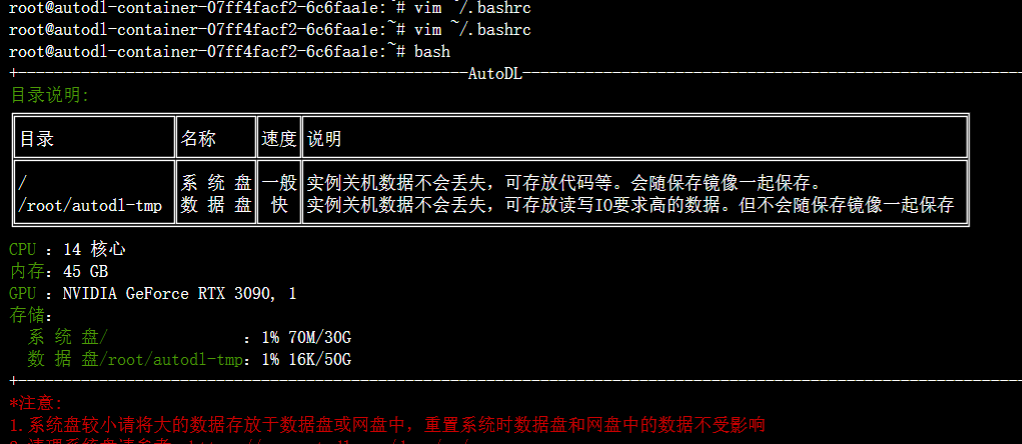 root@autodl-container-07ff4facf2-6c6faa1e:~# vim ~/.bashrc
root@autodl-container-07ff4facf2-6c6faa1e:~# vim ~/.bashrc
root@autodl-container-07ff4facf2-6c6faa1e:~# bash
+--------------------------------------------------AutoDL--------------------------------------------------------
目录说明:
目录 名称 速度 说明
/ 系 统 盘 一般 实例关机数据不会丢失，可存放代码等。会随保存镜像一起保存。
/root/autodl-tmp 数 据 盘 快 实例关机数据不会丢失，可存放读写IO要求高的数据。但不会随保存镜像一起保存
CPU ：14 核心
内存：45 GB
GPU ：NVIDIA GeForce RTX 3090, 1
存储：
系 统 盘/ ：1% 70M/30G
数 据 盘/root/autodl-tmp：1% 16K/50G
+----------------------------------------------------------------------------------------------------------------
*注意:
1.系统盘较小请将大的数据存放于数据盘或网盘中，重置系统时数据盘和网盘中的数据不受影响